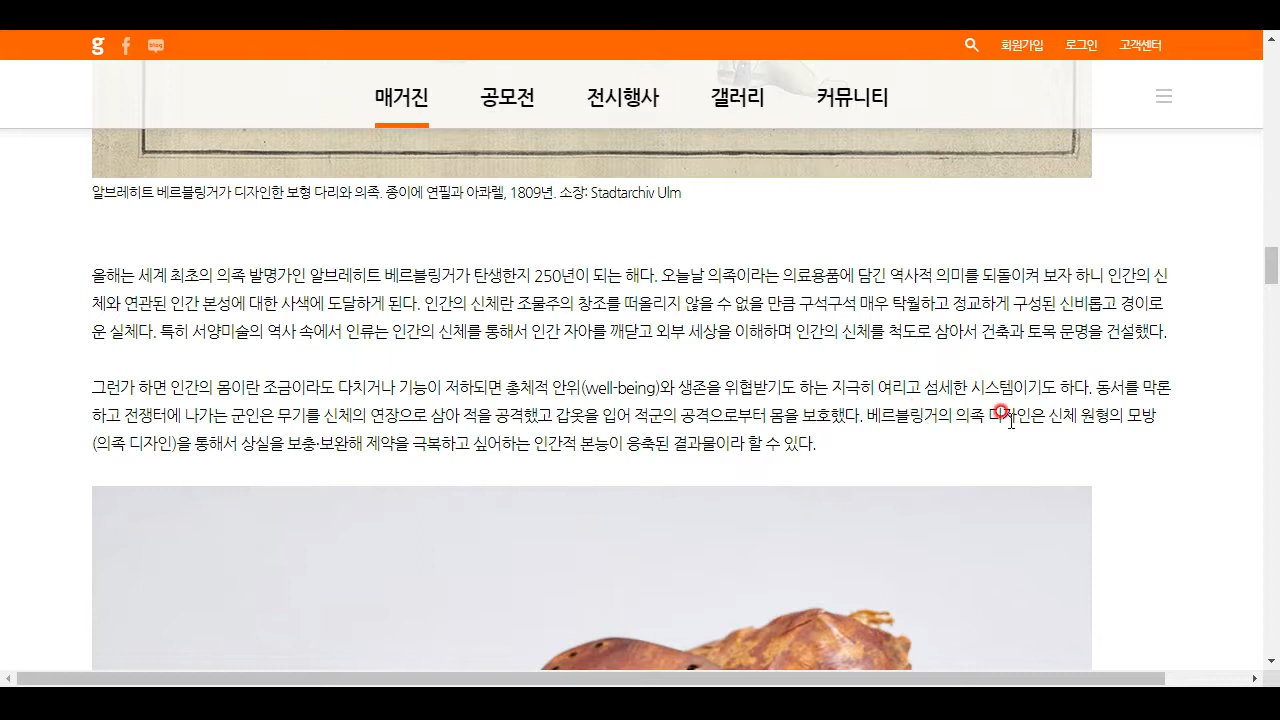 g f blog 회원가입 로그인 고객센터
매거진 공모전 전시행사 갤러리 커뮤니티
알브레히트 베르블링거가 디자인한 보형 다리와 의족. 종이에 연필과 아콰렐, 1809년. 소장: Stadtarchiv Ulm
올해는 세계 최초의 의족 발명가인 알브레히트 베르블링거가 탄생한지 250년이 되는 해다. 오늘날 의족이라는 의료용품에 담긴 역사적 의미를 되돌이켜 보자 하니 인간의 신
체와 연관된 인간 본성에 대한 사색에 도달하게 된다. 인간의 신체란 조물주의 창조를 떠올리지 않을 수 없을 만큼 구석구석 매우 탁월하고 정교하게 구성된 신비롭고 경이로
운 실체다. 특히 서양미술의 역사 속에서 인류는 인간의 신체를 통해서 인간 자아를 깨닫고 외부 세상을 이해하며 인간의 신체를 척도로 삼아서 건축과 토목 문명을 건설했다.
그런가 하면 인간의 몸이란 조금이라도 다치거나 기능이 저하되면 총체적 안위(well-being)와 생존을 위협받기도 하는 지극히 여리고 섬세한 시스템이기도 하다. 동서를 막론
하고 전쟁터에 나가는 군인은 무기를 신체의 연장으로 삼아 적을 공격했고 갑옷을 입어 적군의 공격으로부터 몸을 보호했다. 베르블링거의 의족 디자인은 신체 원형의 모방
(의족 디자인)을 통해서 상실을 보충·보완해 제약을 극복하고 싶어하는 인간적 본능이 응축된 결과물이라 할 수 있다.